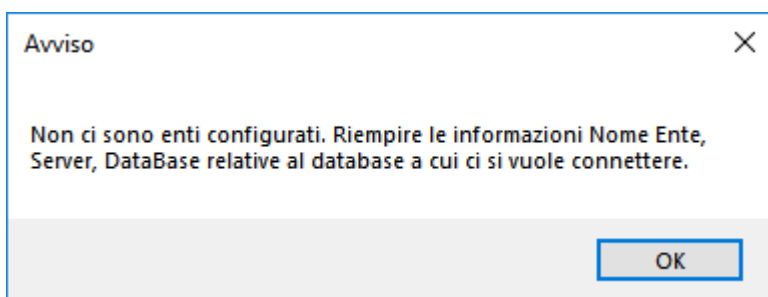 Avviso
Non ci sono enti configurati. Riempire le informazioni Nome Ente,
Server, DataBase relative al database a cui ci si vuole connettere.
OK